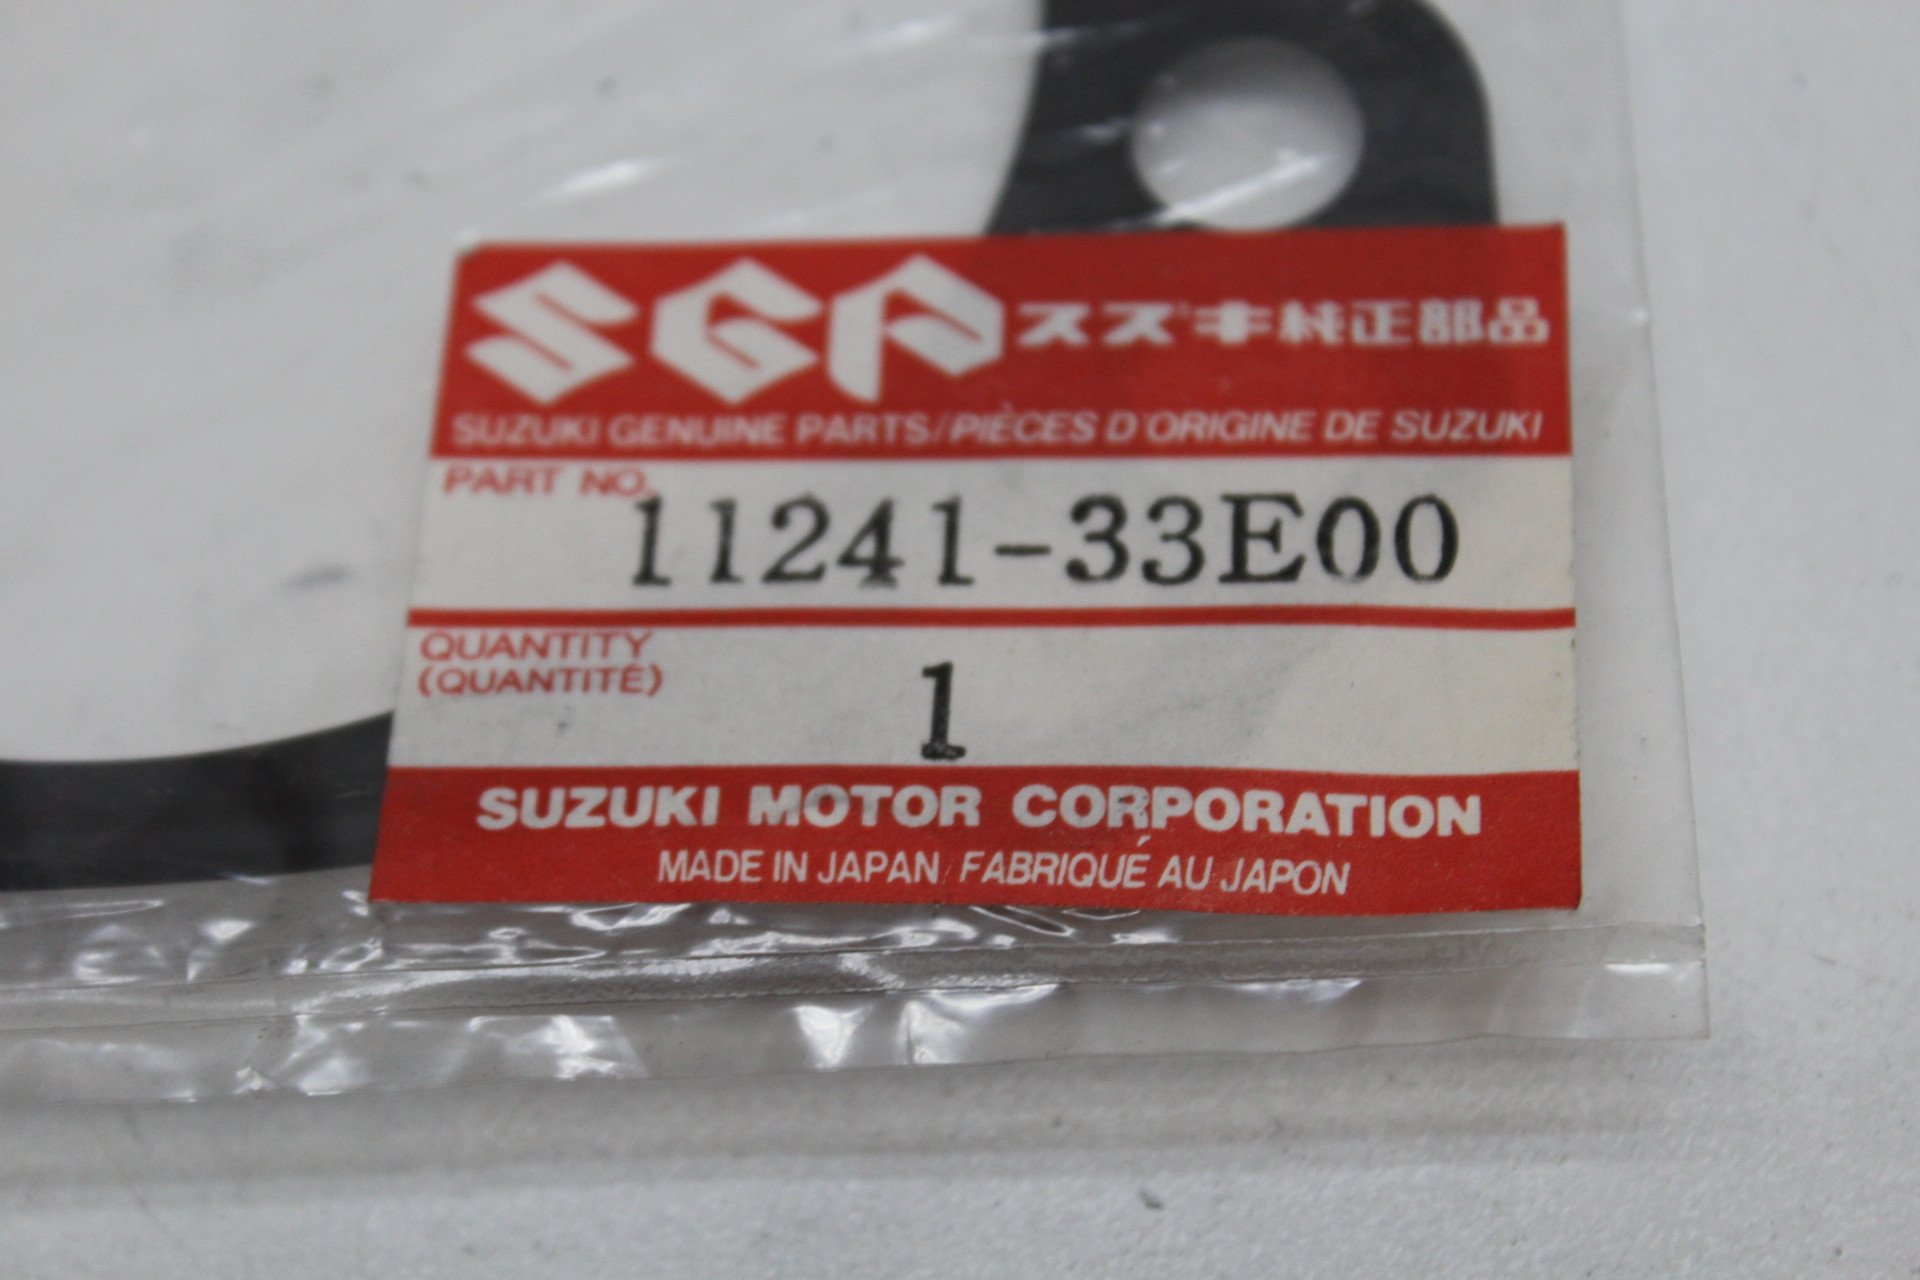 SGP スズキ純正部品
SUZUKI GENUINE PARTS/PIÈCES D'ORIGINE DE SUZUKI
PART NO.
11241-33E00
QUANTITY
(QUANTITÉ)
1
SUZUKI MOTOR CORPORATION
MADE IN JAPAN/FABRIQUÉ AU JAPON